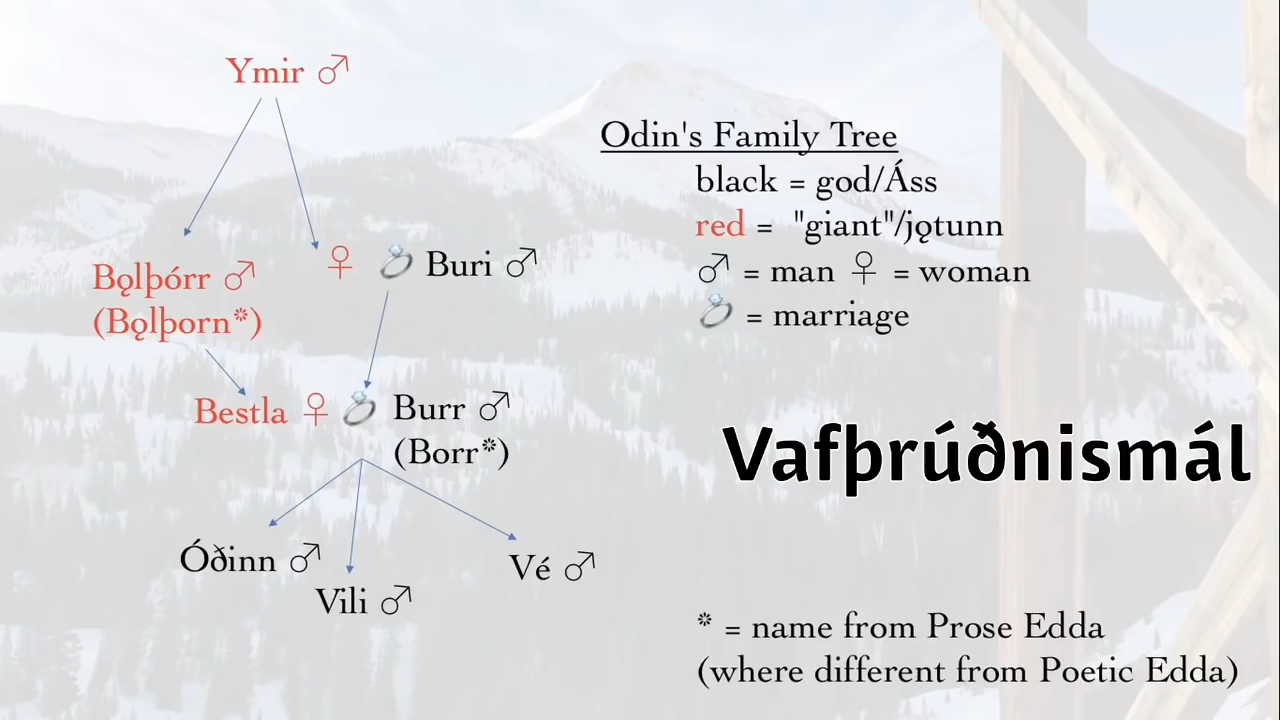 Ymir ♂
Bǫlþórr ♂
(Bǫlþorn*)
♀ 💍 Buri ♂
Bestla ♀ 💍 Burr ♂
(Borr*)
Óðinn ♂
Vili ♂
Vé ♂
Odin's Family Tree
black = god/Áss
red = "giant"/jǫtunn
♂ = man ♀ = woman
💍 = marriage
Vafþrúðnismál
* = name from Prose Edda
(where different from Poetic Edda)